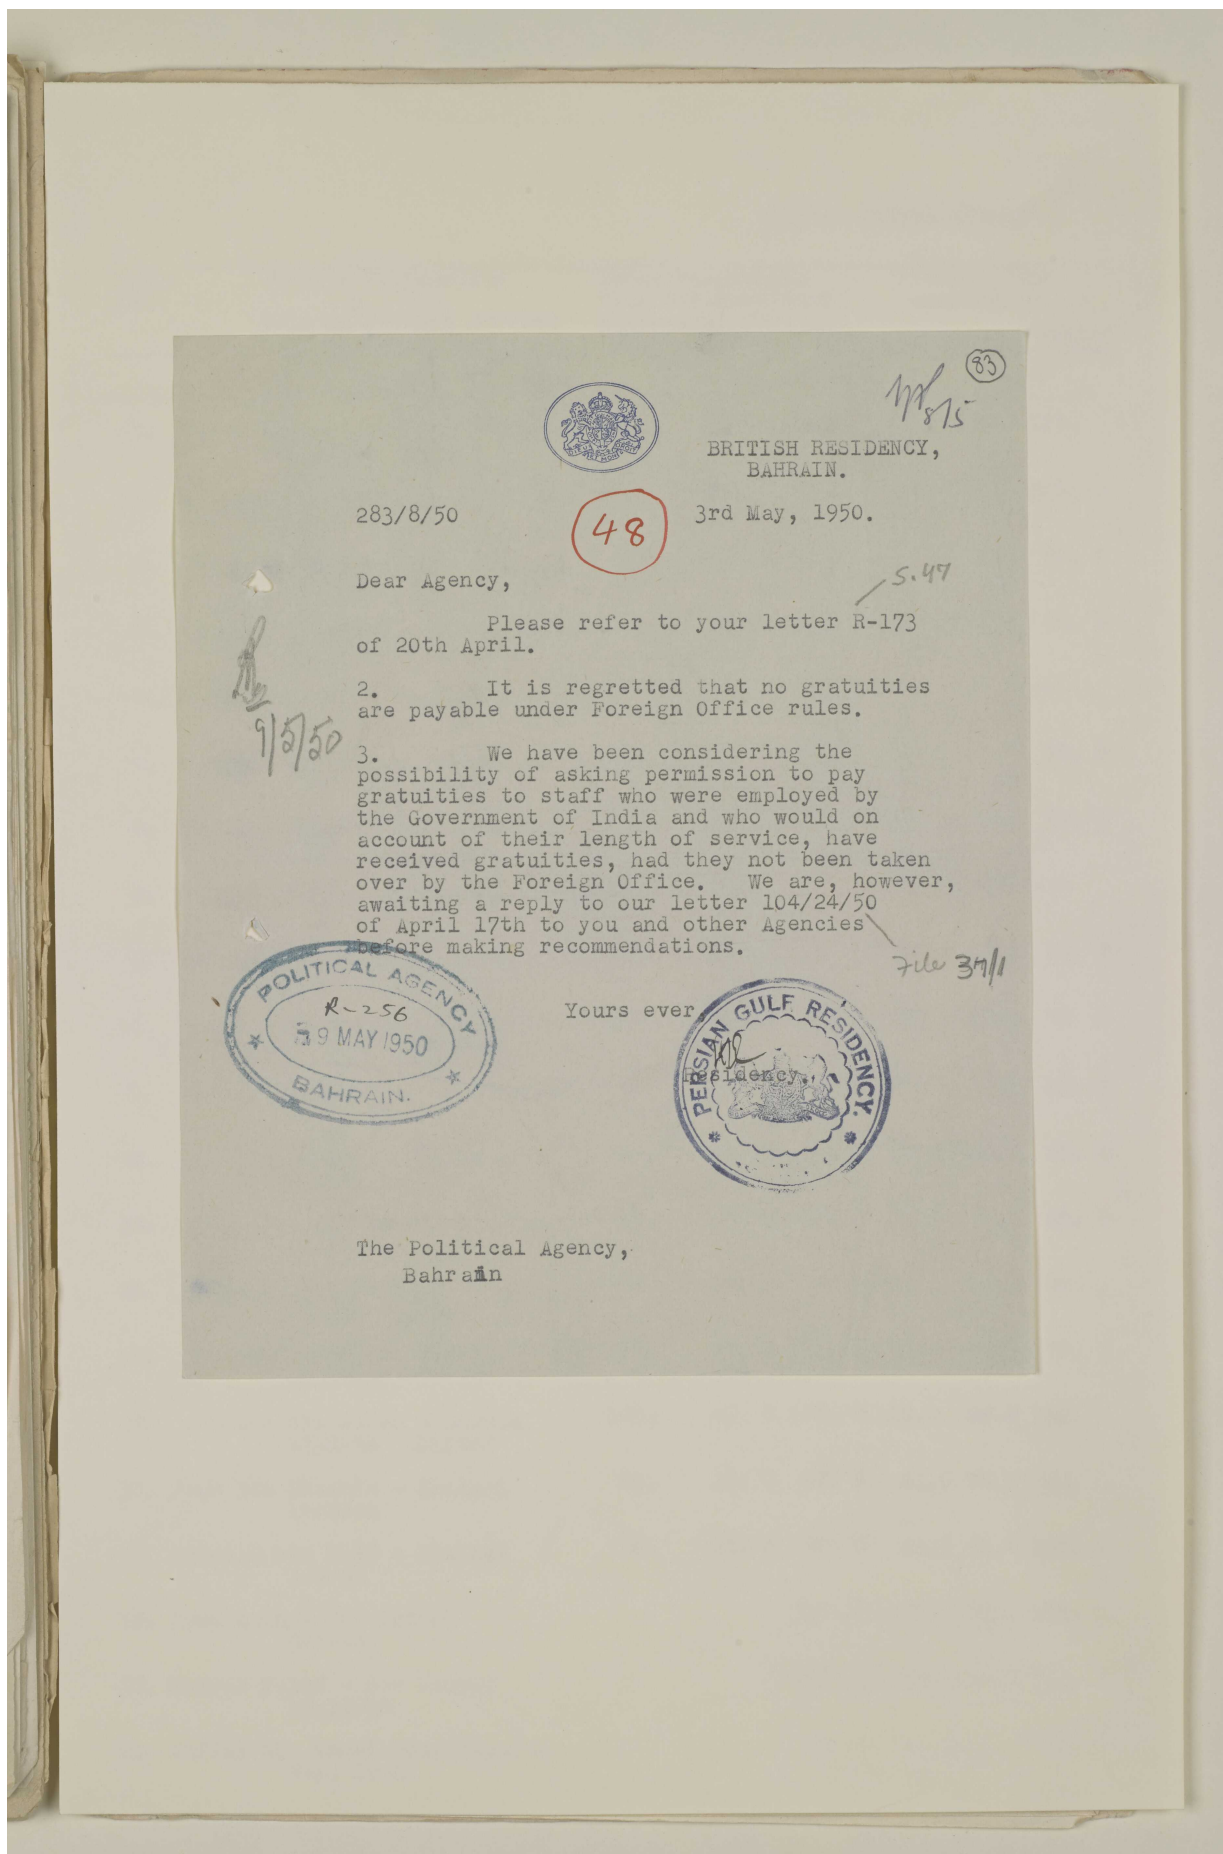 83
8/5
BRITISH RESIDENCY,
BAHRAIN.
283/8/50
48
3rd May, 1950.
Dear Agency,
S.47
Please refer to your letter R-173
of 20th April.
2. It is regretted that no gratuities
are payable under Foreign Office rules.
9/5/50
3. We have been considering the
possibility of asking permission to pay
gratuities to staff who were employed by
the Government of India and who would on
account of their length of service, have
received gratuities, had they not been taken
over by the Foreign Office. We are, however,
awaiting a reply to our letter 104/24/50
of April 17th to you and other Agencies
before making recommendations.
File 37/1
POLITICAL AGENCY
R-256
9 MAY 1950
BAHRAIN.
Yours ever
Residency.
PERSIAN GULF RESIDENCY.
The Political Agency,
Bahrain